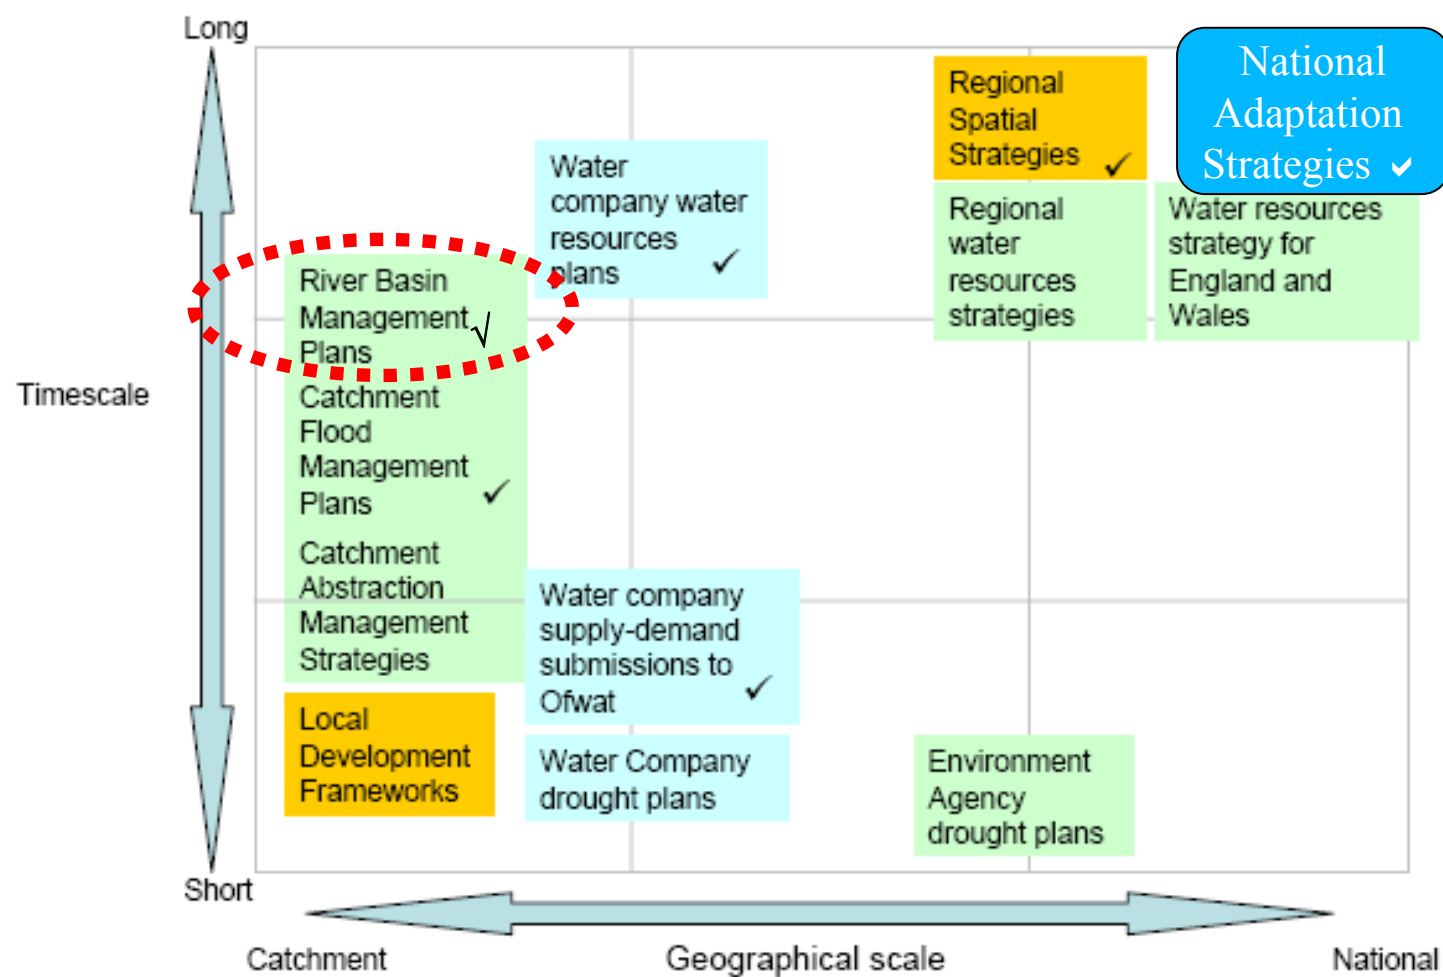 Long
National
Adaptation
Strategies ✓
Regional
Spatial
Strategies ✓
Water
company water
resources
plans ✓
Regional
water
resources
strategies
Water resources
strategy for
England and
Wales
River Basin
Management √
Plans
Timescale
Catchment
Flood
Management
Plans ✓
Catchment
Abstraction
Management
Strategies
Water company
supply-demand
submissions to
Ofwat ✓
Local
Development
Frameworks
Water Company
drought plans
Environment
Agency
drought plans
Short
Catchment
Geographical scale
National